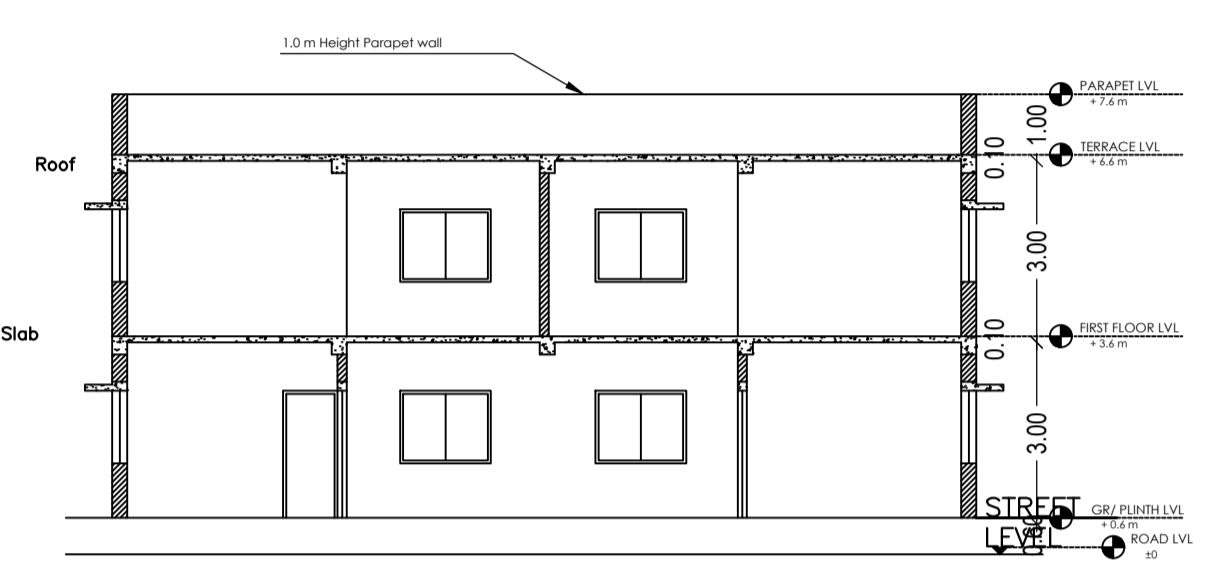 1.0 m Height Parapet wall
PARAPET LVL
+ 7.6 m
1.00
Roof
0.10
TERRACE LVL
+ 6.6 m
3.00
Slab
0.10
FIRST FLOOR LVL
+ 3.6 m
3.00
STREET
LEVEL
GR/ PLINTH LVL
+ 0.6 m
0.60
ROAD LVL
±0